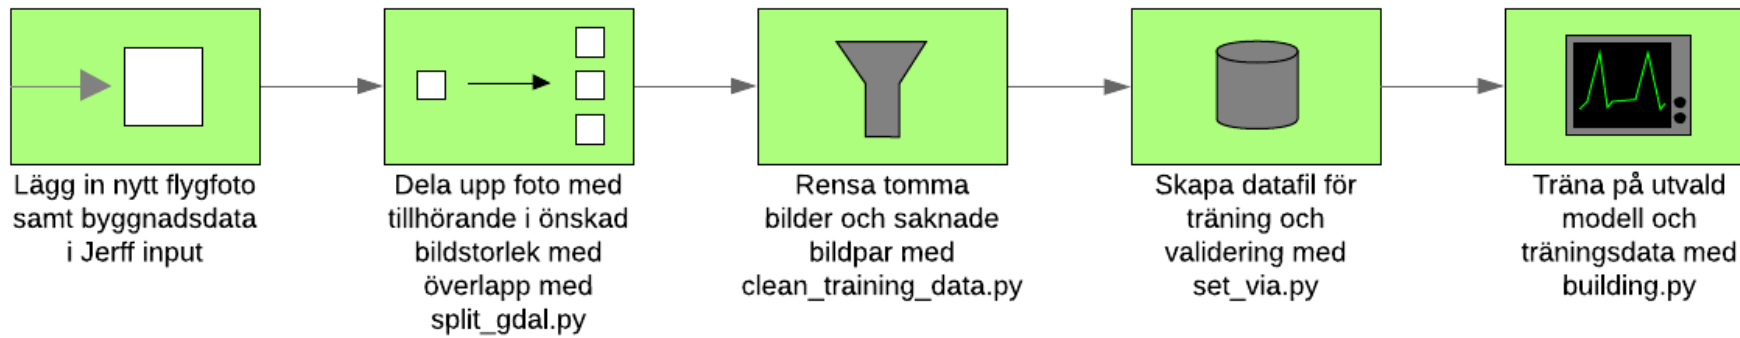 Lägg in nytt flygfoto
samt byggnadsdata
i Jerff input
Dela upp foto med
tillhörande i önskad
bildstorlek med
överlapp med
split_gdal.py
Rensa tomma
bilder och saknade
bildpar med
clean_training_data.py
Skapa datafil för
träning och
validering med
set_via.py
Träna på utvald
modell och
träningsdata med
building.py